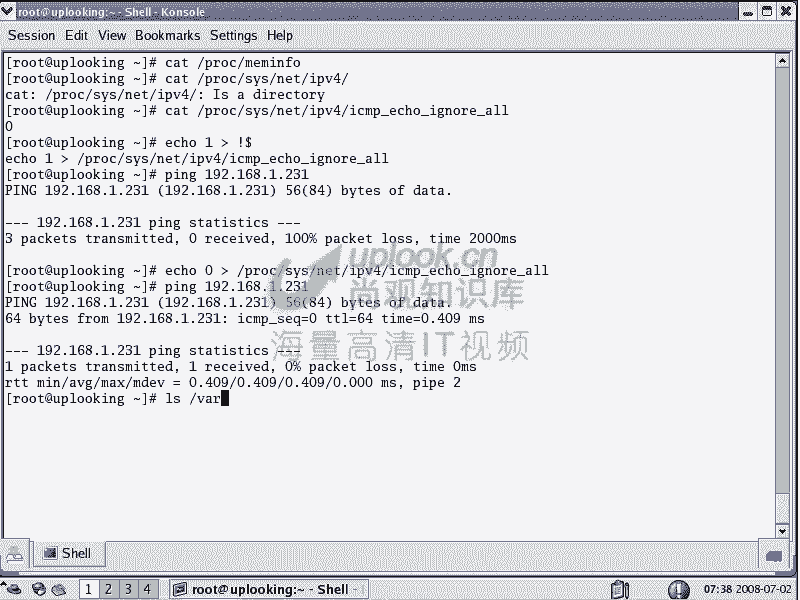 root@uplooking:~ - Shell - Konsole
Session Edit View Bookmarks Settings Help
[root@uplooking ~]# cat /proc/meminfo
[root@uplooking ~]# cat /proc/sys/net/ipv4/
cat: /proc/sys/net/ipv4/: Is a directory
[root@uplooking ~]# cat /proc/sys/net/ipv4/icmp_echo_ignore_all
0
[root@uplooking ~]# echo 1 > !$
echo 1 > /proc/sys/net/ipv4/icmp_echo_ignore_all
[root@uplooking ~]# ping 192.168.1.231
PING 192.168.1.231 (192.168.1.231) 56(84) bytes of data.
--- 192.168.1.231 ping statistics ---
3 packets transmitted, 0 received, 100% packet loss, time 2000ms
uplook.cn
[root@uplooking ~]# echo 0 > /proc/sys/net/ipv4/icmp_echo_ignore_all
[root@uplooking ~]# ping 192.168.1.231
尚观知识库
PING 192.168.1.231 (192.168.1.231) 56(84) bytes of data.
64 bytes from 192.168.1.231: icmp_seq=0 ttl=64 time=0.409 ms
海量高清IT视频
--- 192.168.1.231 ping statistics ---
1 packets transmitted, 1 received, 0% packet loss, time 0ms
rtt min/avg/max/mdev = 0.409/0.409/0.409/0.000 ms, pipe 2
[root@uplooking ~]# ls /var
Shell
1 2 3 4 root@uplooking:~ - Shell - 07:38 2008-07-02